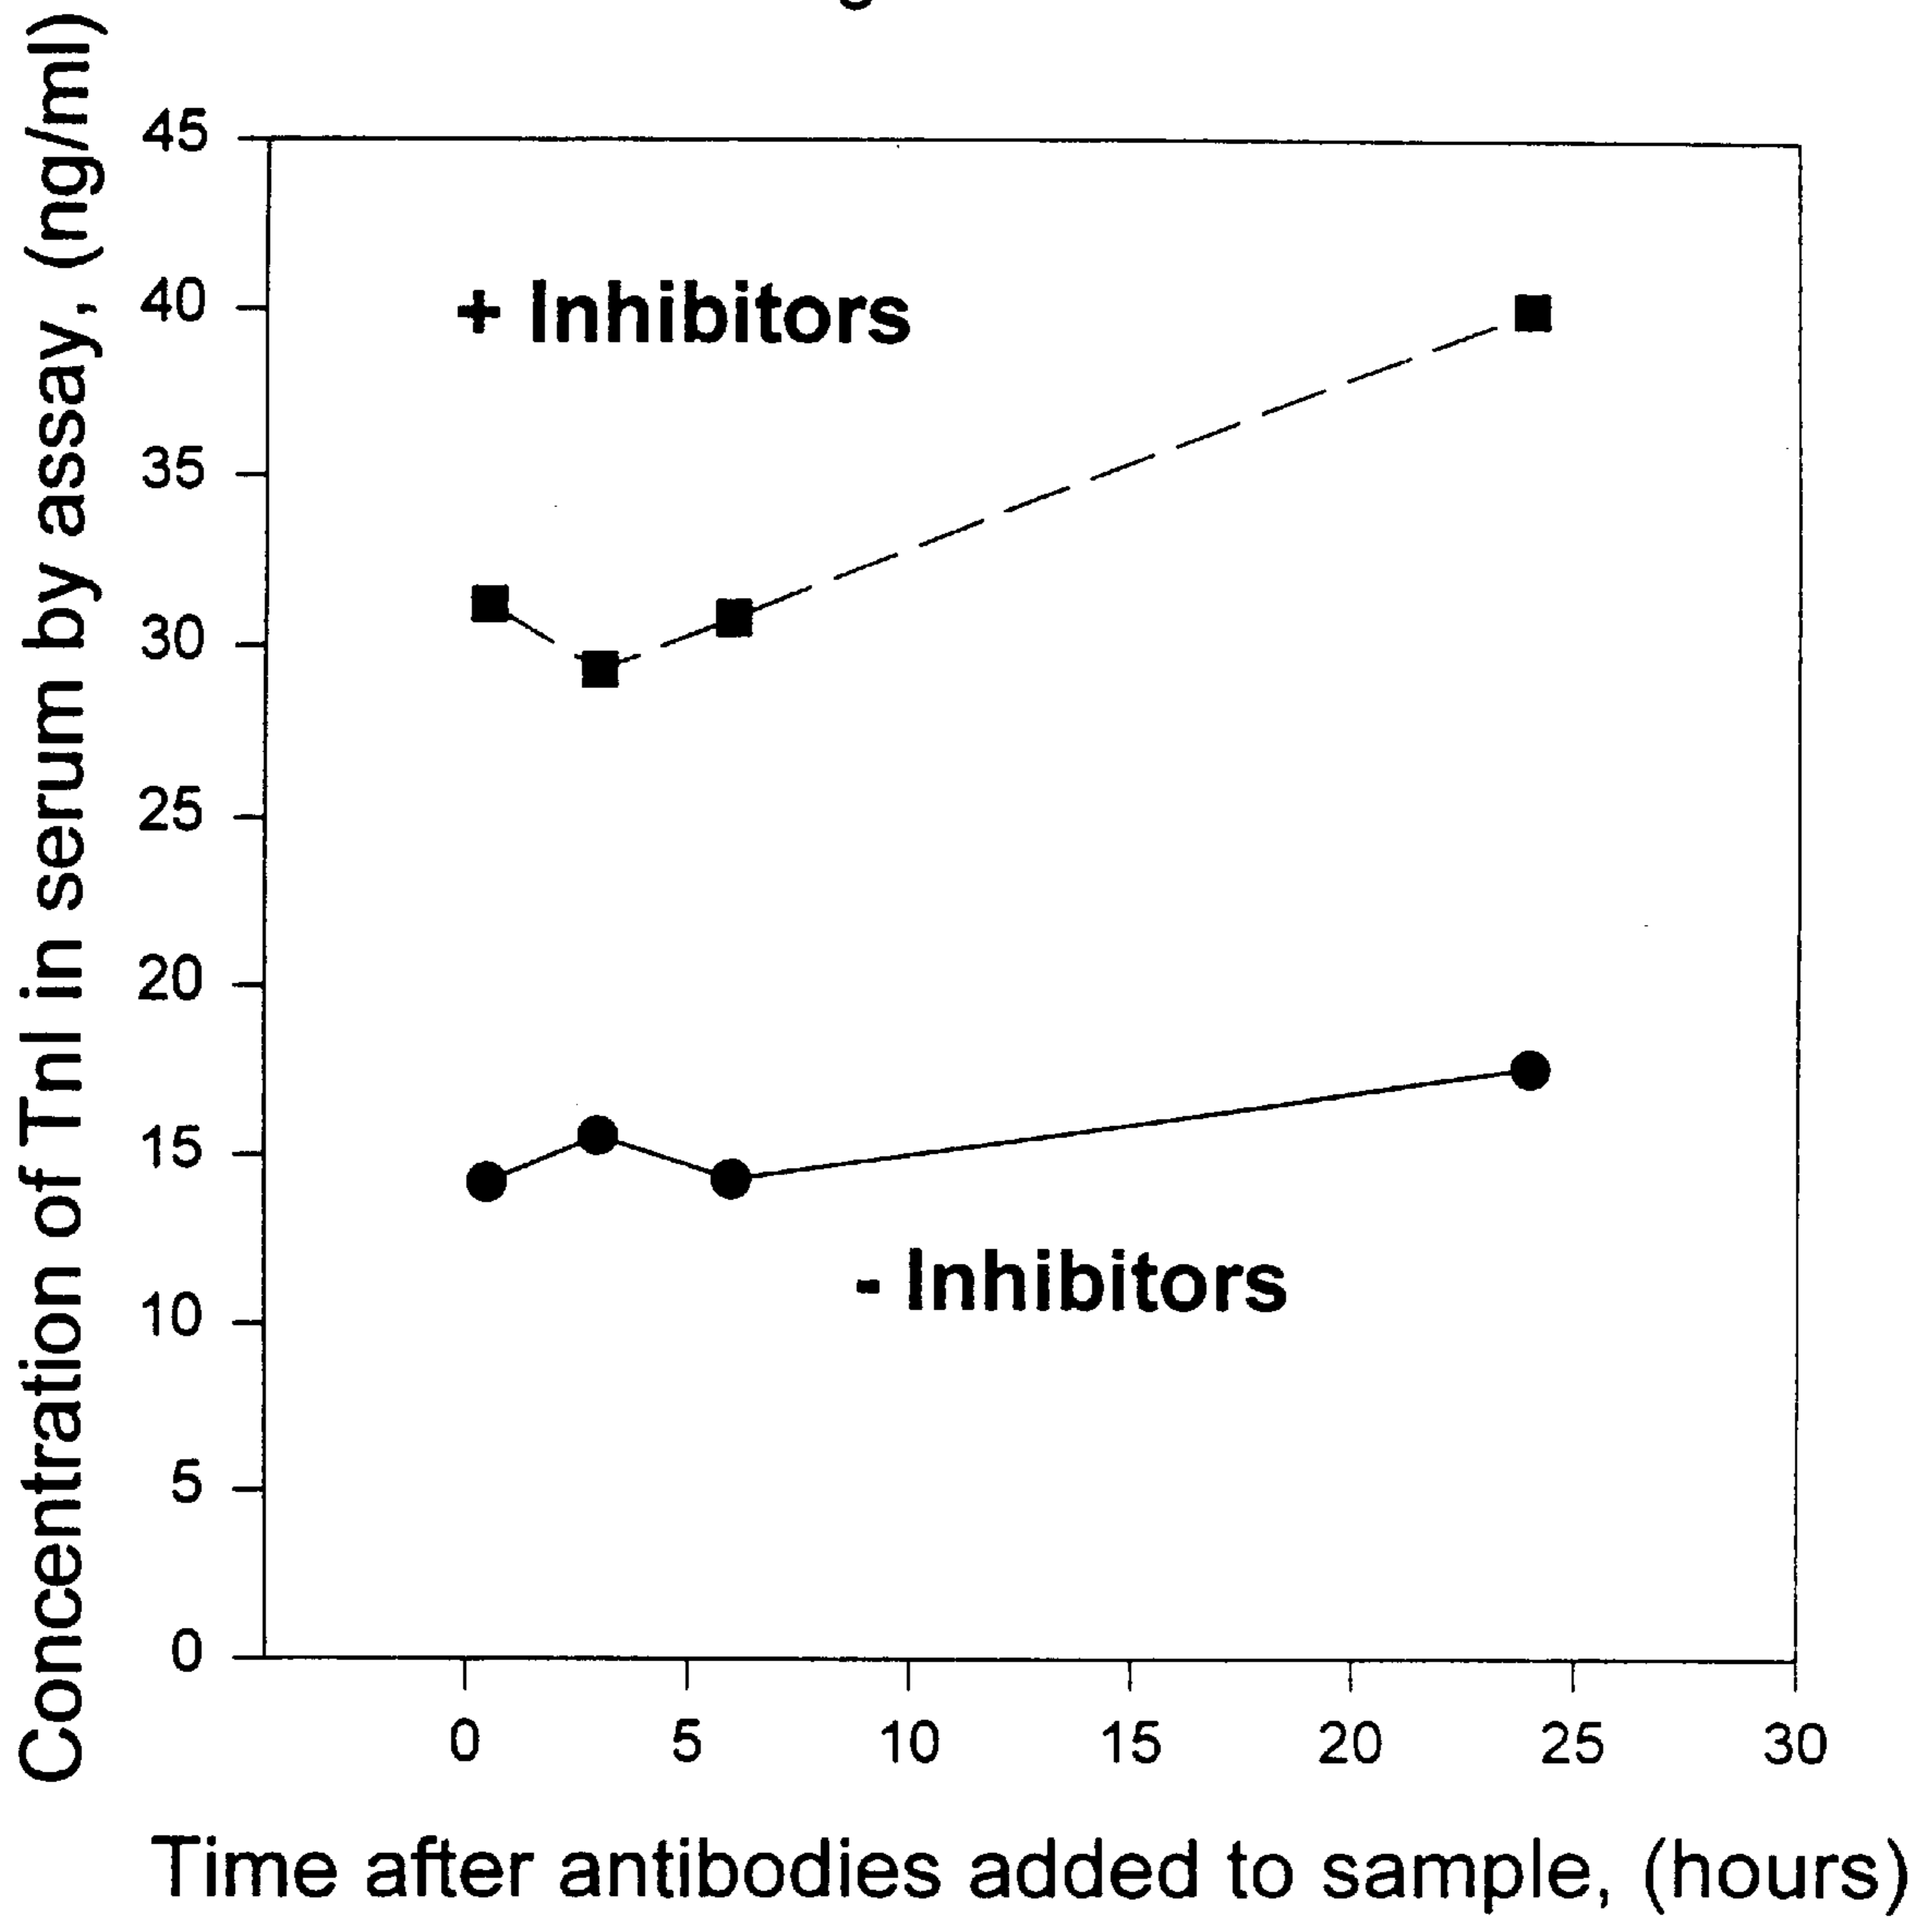 Concentration of TnI in serum by assay, (ng/ml)
45
40
35
30
25
20
15
10
5
0
+ Inhibitors
- Inhibitors
0 5 10 15 20 25 30
Time after antibodies added to sample, (hours)